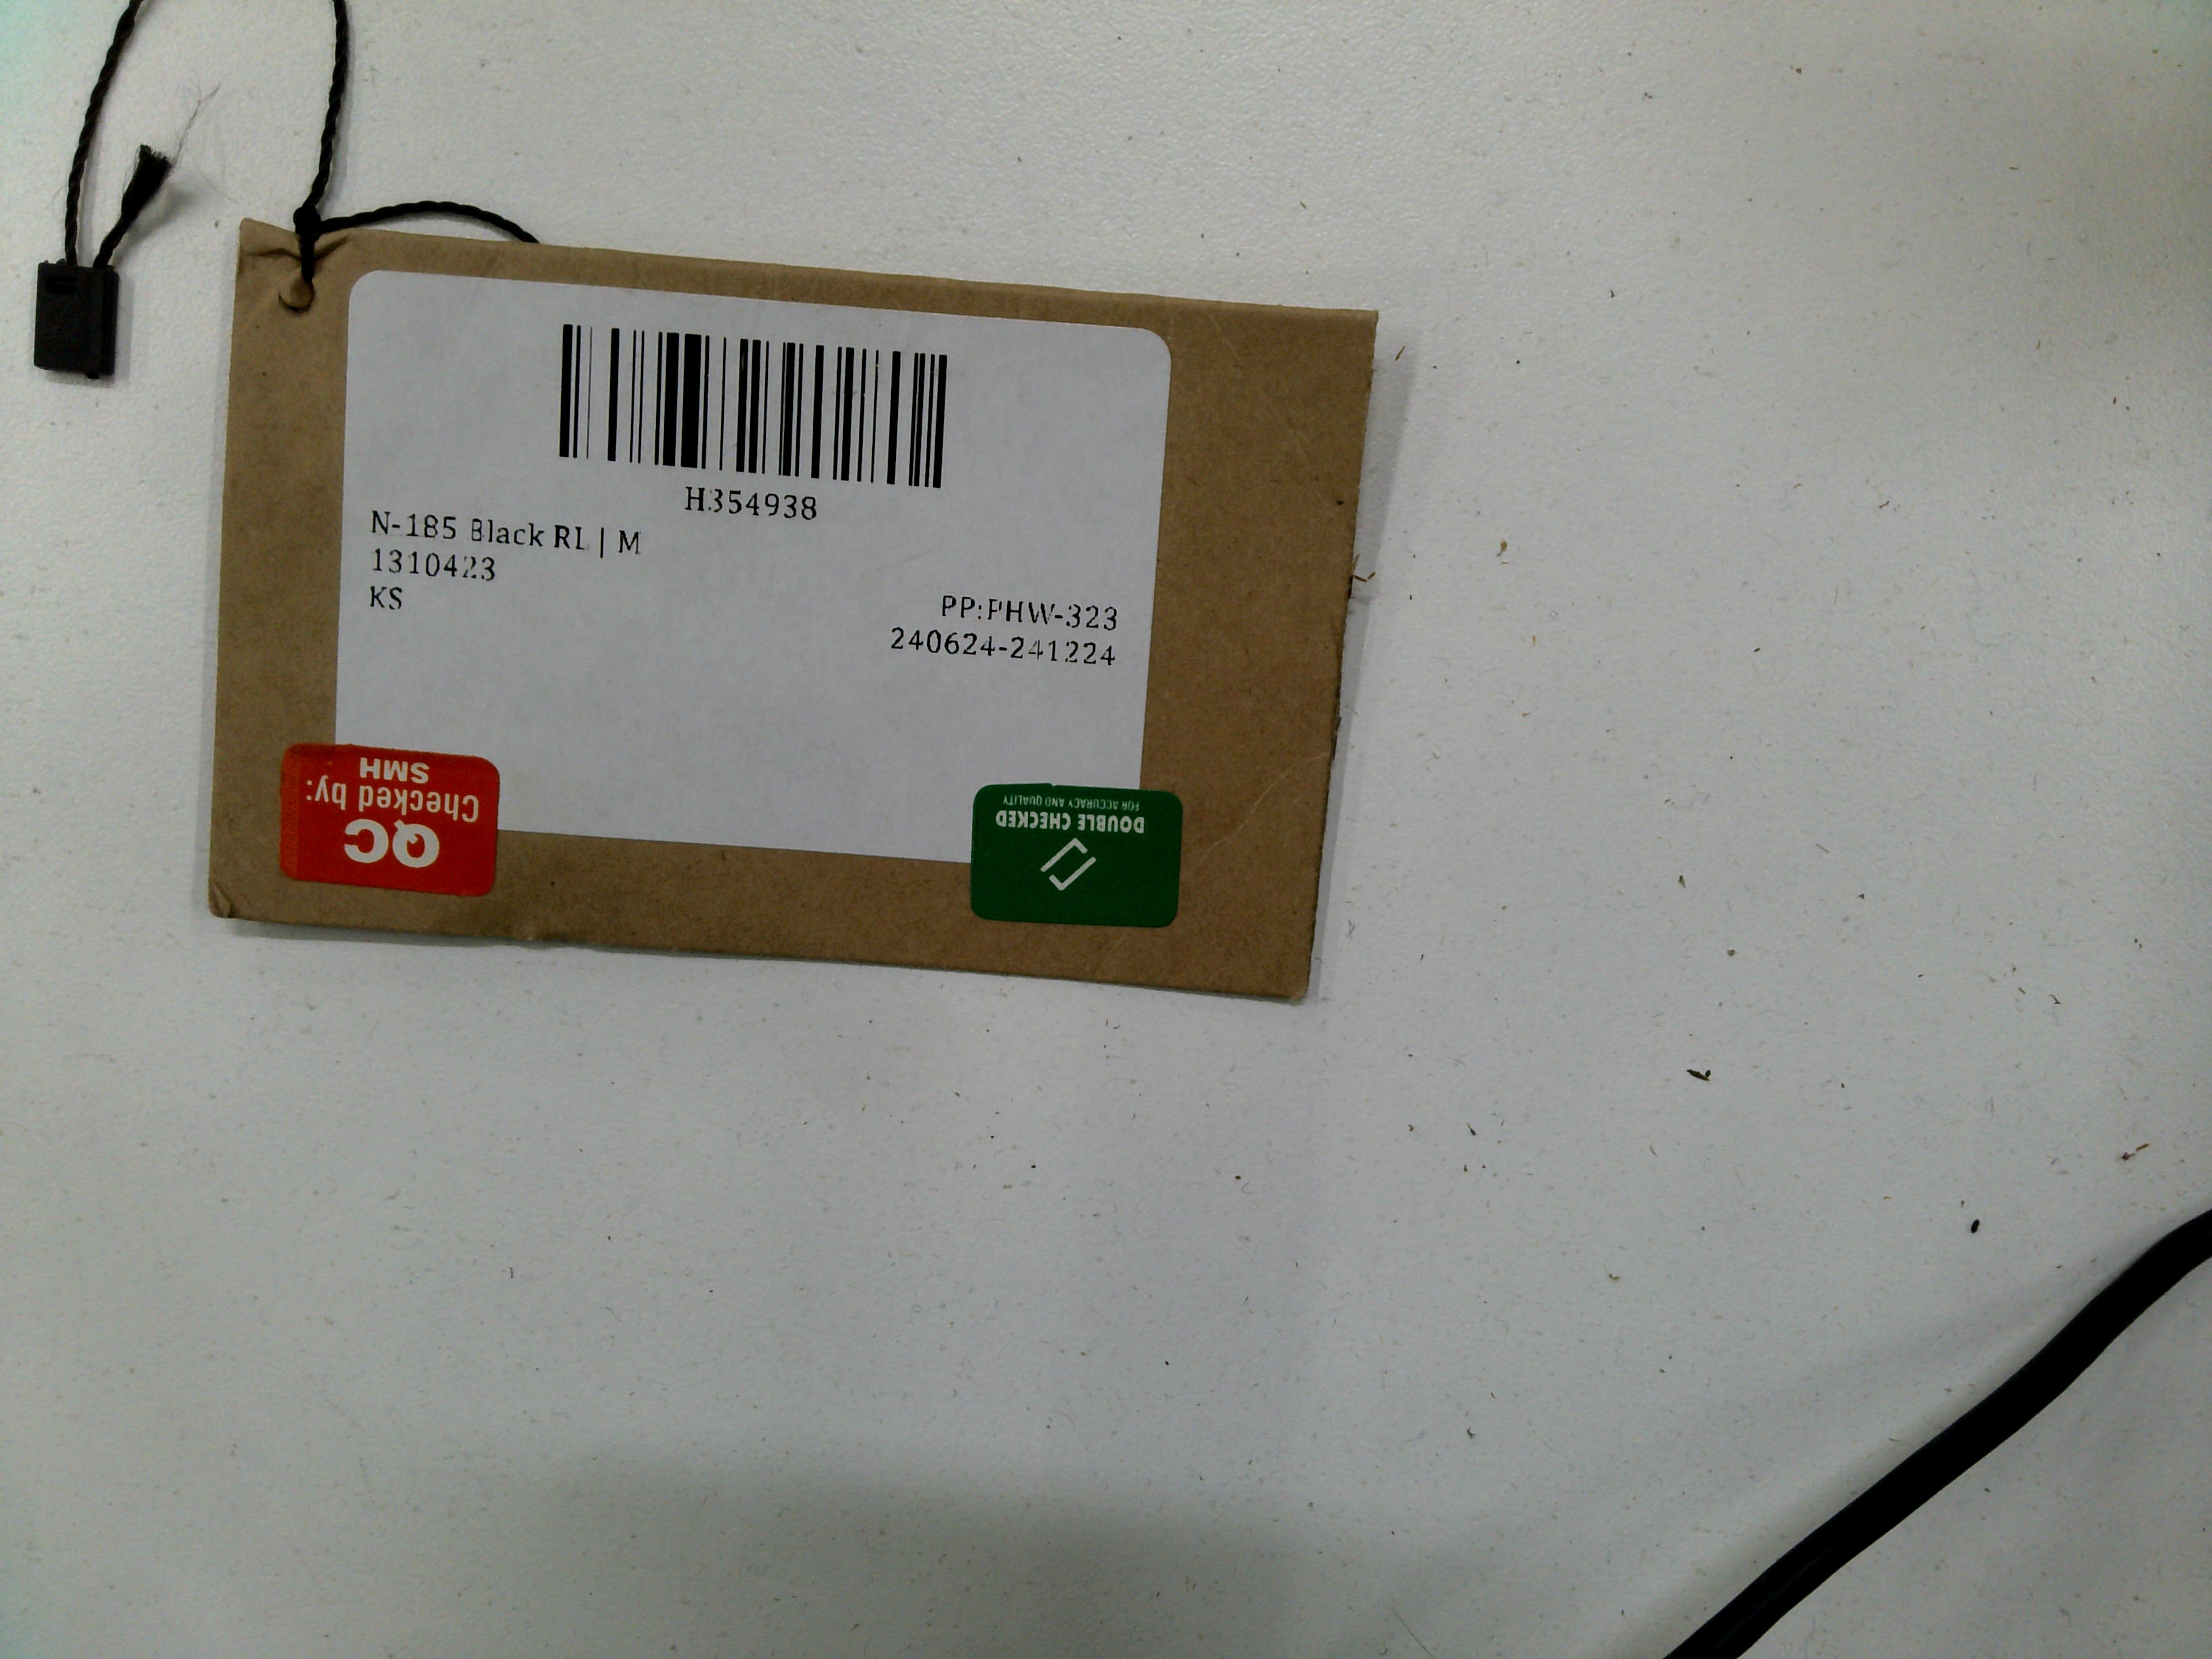 H354938
N-185 Black RL | M
1310423
KS
PP:PHW-323
240624-241224
QC
Checked by:
SMH
DOUBLE CHECKED
FOR ACCURACY AND QUALITY